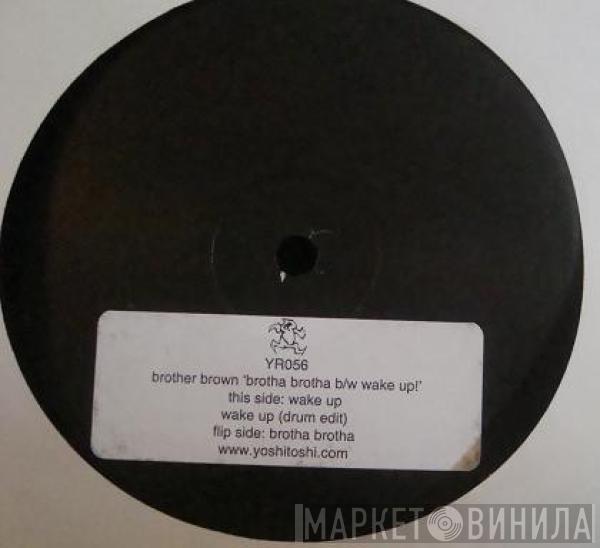 YR056
brother brown 'brotha brotha b/w wake up!'
this side: wake up
wake up (drum edit)
flip side: brotha brotha
www.yoshitoshi.com
МАРКЕТ ВИНИЛА